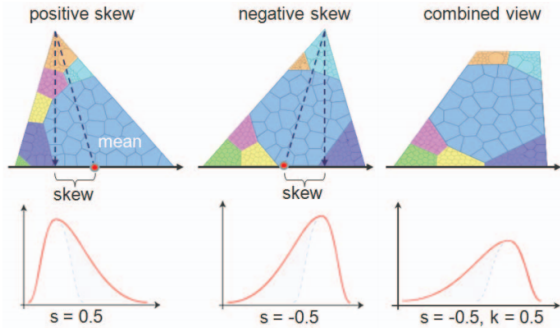 positive skew
negative skew
combined view
mean
skew
skew
s = 0.5
s = -0.5
s = -0.5, k = 0.5